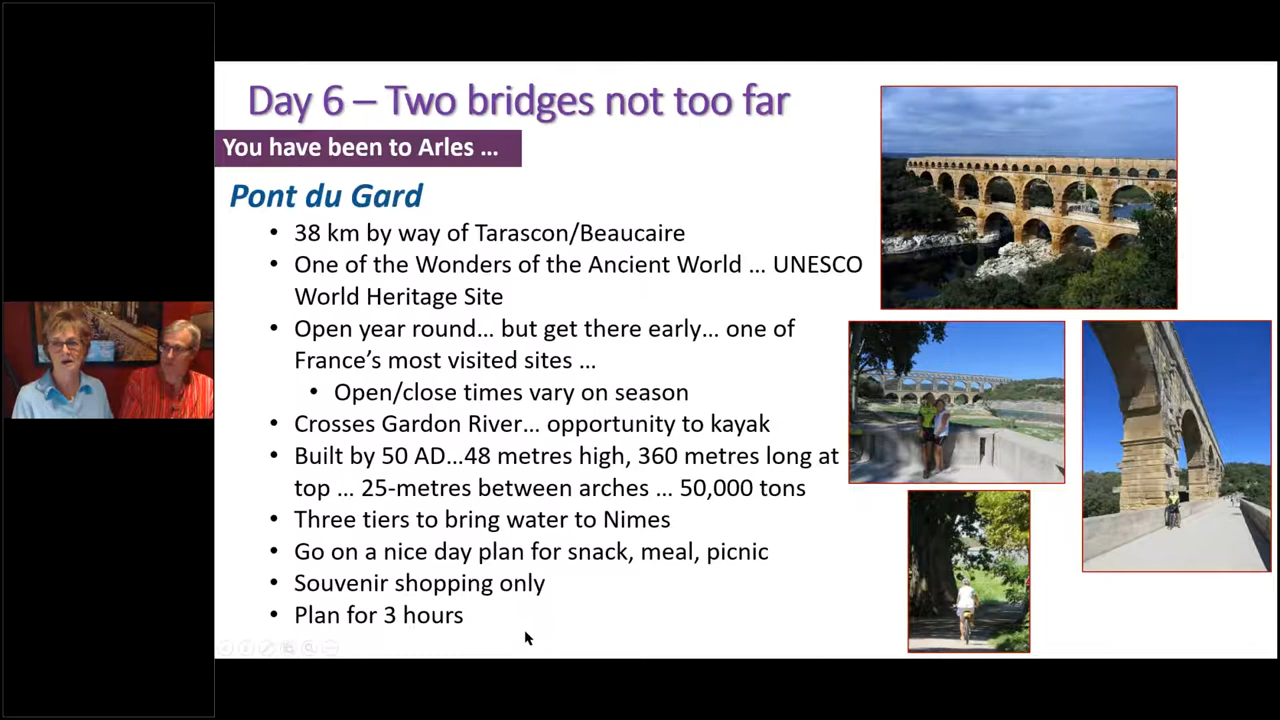 Day 6 – Two bridges not too far
You have been to Arles …
Pont du Gard
• 38 km by way of Tarascon/Beaucaire
• One of the Wonders of the Ancient World … UNESCO
World Heritage Site
• Open year round… but get there early… one of
France’s most visited sites …
• Open/close times vary on season
• Crosses Gardon River… opportunity to kayak
• Built by 50 AD…48 metres high, 360 metres long at
top … 25-metres between arches … 50,000 tons
• Three tiers to bring water to Nimes
• Go on a nice day plan for snack, meal, picnic
• Souvenir shopping only
• Plan for 3 hours